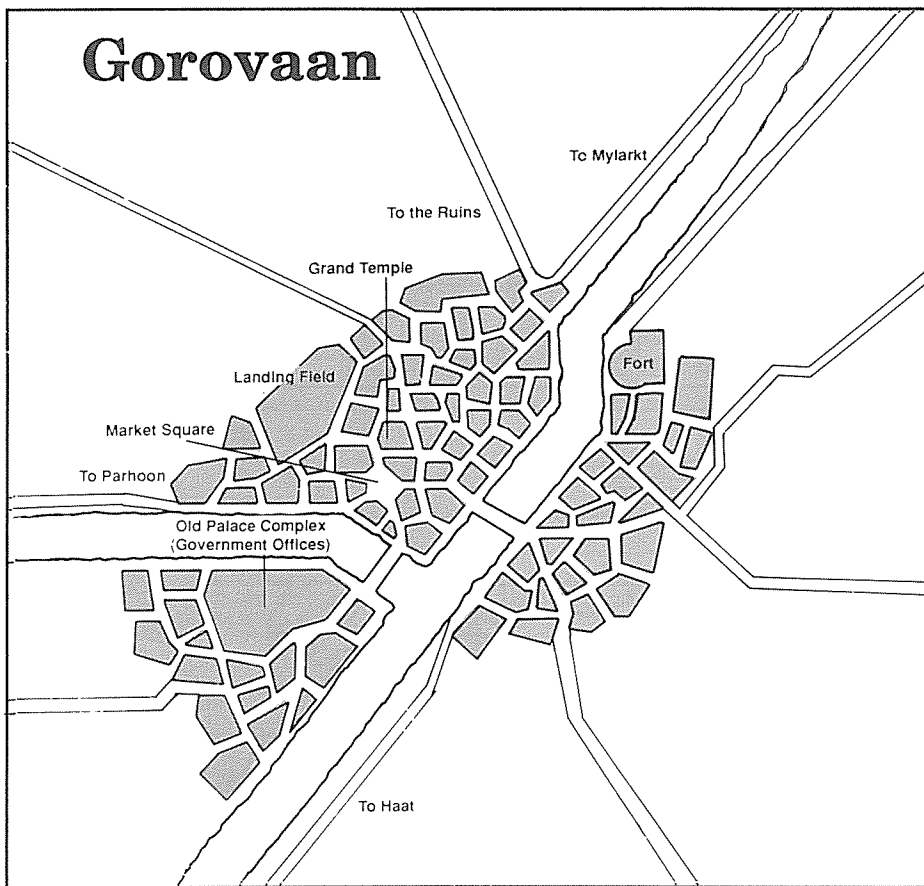 Gorovaan
To Mylarkt
To the Ruins
Grand Temple
Fort
Landing Field
Market Square
To Parhoon
Old Palace Complex
(Government Offices)
To Haat